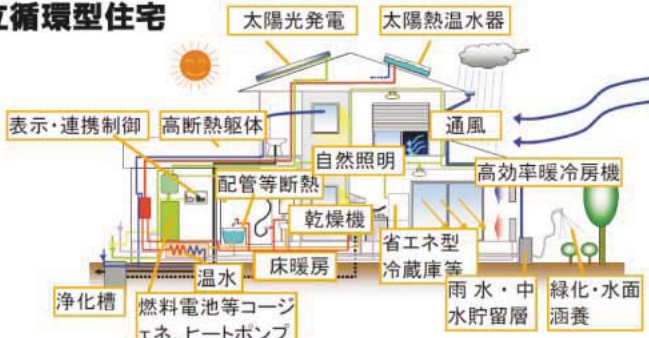 立循環型住宅
太陽光発電
太陽熱温水器
表示・連携制御
高断熱躯体
通風
自然照明
高効率暖冷房機
配管等断熱
乾燥機
省エネ型
冷蔵庫等
温水
床暖房
浄化槽
燃料電池等コージ
ェネ、ヒートポンプ
雨水・中
水貯留層
緑化・水面
涵養